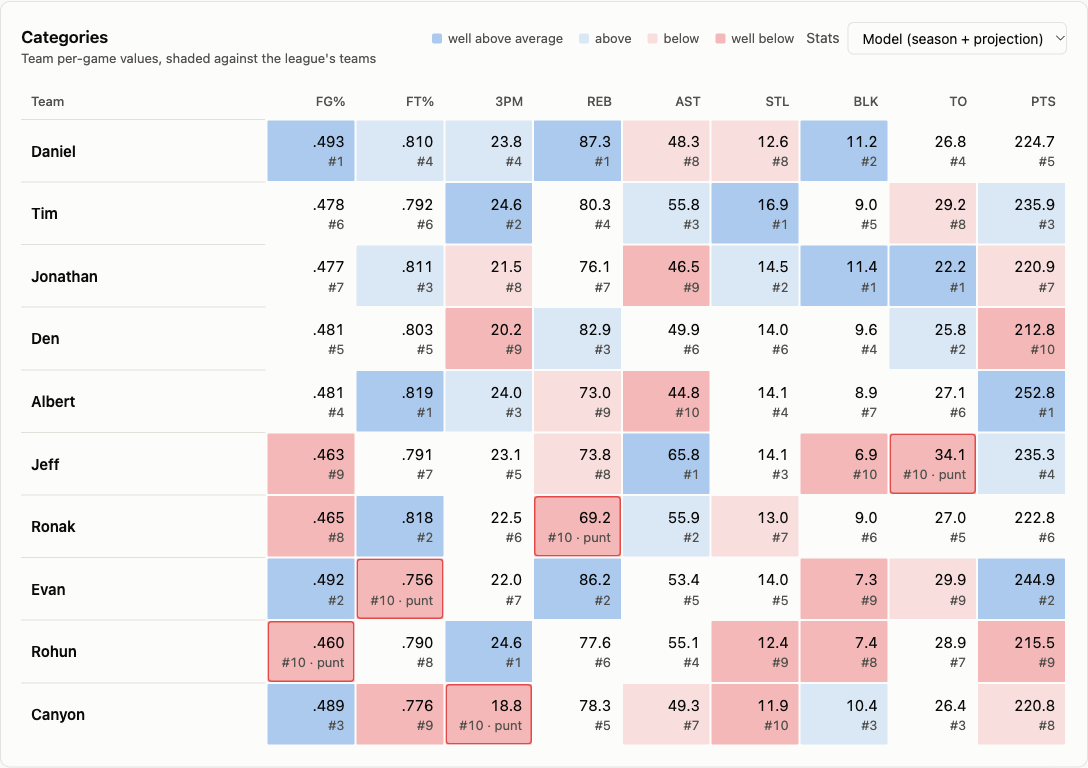 Categories
well above average above below well below Stats Model (season + projection)
Team per-game values, shaded against the league's teams
Team FG% FT% 3PM REB AST STL BLK TO PTS
Daniel .493 .810 23.8 87.3 48.3 12.6 11.2 26.8 224.7
#1 #4 #4 #1 #8 #8 #2 #4 #5
Tim .478 .792 24.6 80.3 55.8 16.9 9.0 29.2 235.9
#6 #6 #2 #4 #3 #1 #5 #8 #3
Jonathan .477 .811 21.5 76.1 46.5 14.5 11.4 22.2 220.9
#7 #3 #8 #7 #9 #2 #1 #1 #7
Den .481 .803 20.2 82.9 49.9 14.0 9.6 25.8 212.8
#5 #5 #9 #3 #6 #6 #4 #2 #10
Albert .481 .819 24.0 73.0 44.8 14.1 8.9 27.1 252.8
#4 #1 #3 #9 #10 #4 #7 #6 #1
Jeff .463 .791 23.1 73.8 65.8 14.1 6.9 34.1 235.3
#9 #7 #5 #8 #1 #3 #10 #10 · punt #4
Ronak .465 .818 22.5 69.2 55.9 13.0 9.0 27.0 222.8
#8 #2 #6 #10 · punt #2 #7 #6 #5 #6
Evan .492 .756 22.0 86.2 53.4 14.0 7.3 29.9 244.9
#2 #10 · punt #7 #2 #5 #5 #9 #9 #2
Rohun .460 .790 24.6 77.6 55.1 12.4 7.4 28.9 215.5
#10 · punt #8 #1 #6 #4 #9 #8 #7 #9
Canyon .489 .776 18.8 78.3 49.3 11.9 10.4 26.4 220.8
#3 #9 #10 · punt #5 #7 #10 #3 #3 #8